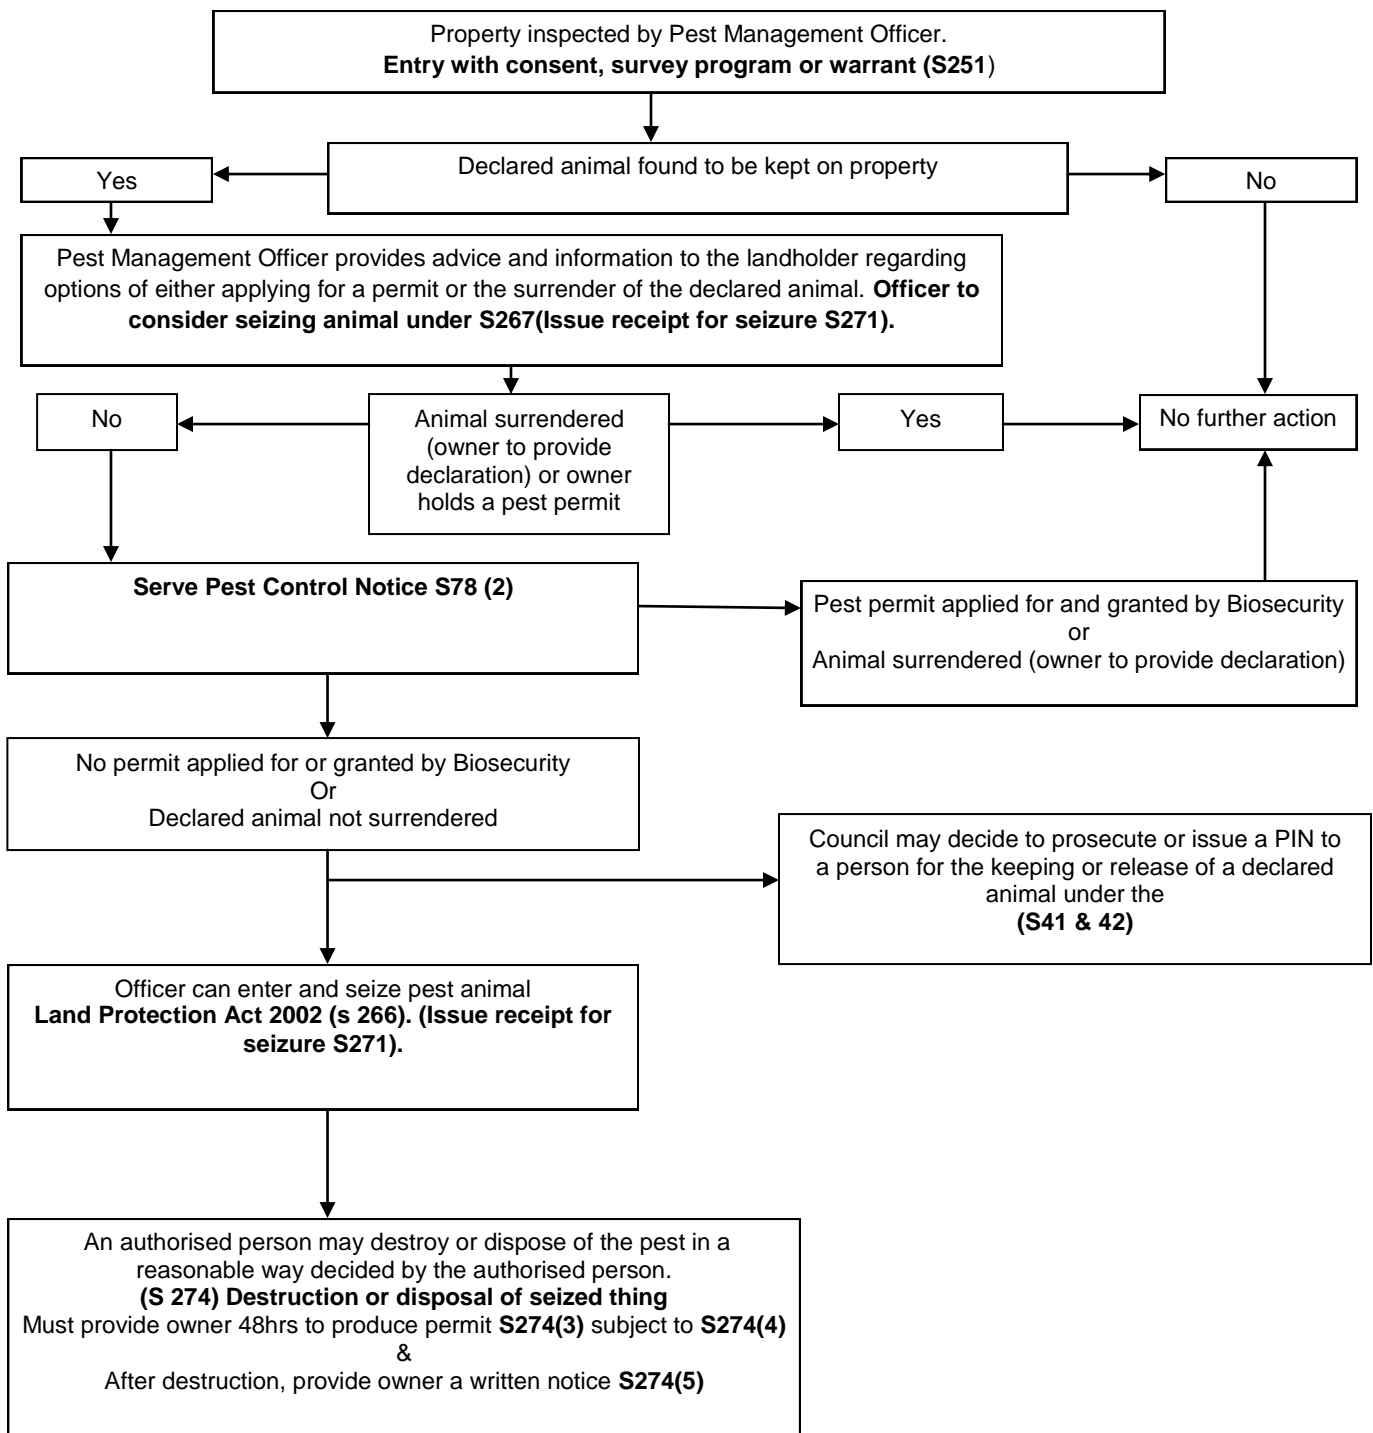 Property inspected by Pest Management Officer.
Entry with consent, survey program or warrant (S251)
Declared animal found to be kept on property
Yes
No
Pest Management Officer provides advice and information to the landholder regarding
options of either applying for a permit or the surrender of the declared animal. Officer to
consider seizing animal under S267(Issue receipt for seizure S271).
No
Animal surrendered
(owner to provide
declaration) or owner
holds a pest permit
Yes
No further action
Serve Pest Control Notice S78 (2)
Pest permit applied for and granted by Biosecurity
or
Animal surrendered (owner to provide declaration)
No permit applied for or granted by Biosecurity
Or
Declared animal not surrendered
Council may decide to prosecute or issue a PIN to
a person for the keeping or release of a declared
animal under the
(S41 & 42)
Officer can enter and seize pest animal
Land Protection Act 2002 (s 266). (Issue receipt for
seizure S271).
An authorised person may destroy or dispose of the pest in a
reasonable way decided by the authorised person.
(S 274) Destruction or disposal of seized thing
Must provide owner 48hrs to produce permit S274(3) subject to S274(4)
&
After destruction, provide owner a written notice S274(5)